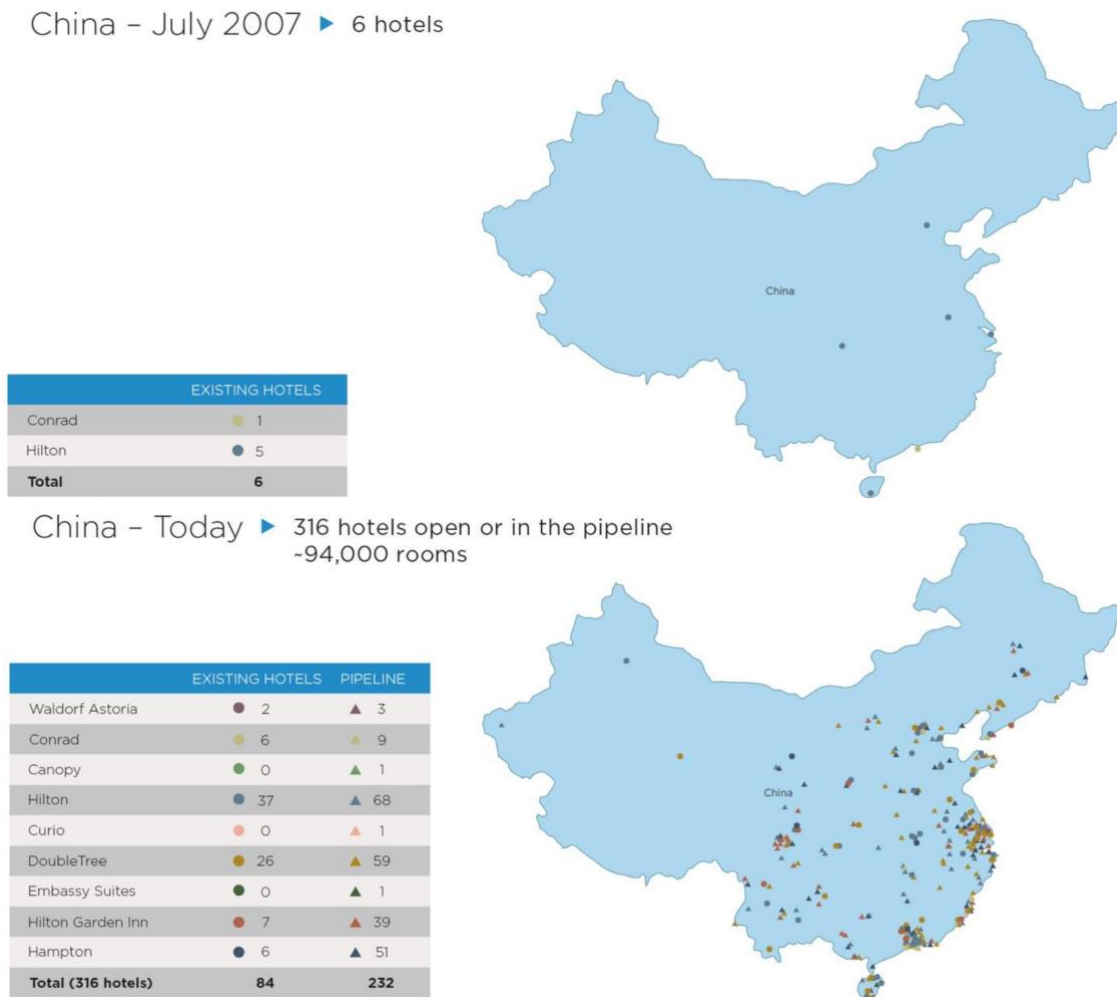 China – July 2007 ▶ 6 hotels
China
EXISTING HOTELS
Conrad 1
Hilton 5
Total 6
China – Today ▶ 316 hotels open or in the pipeline
~94,000 rooms
EXISTING HOTELS PIPELINE
Waldorf Astoria 2 3
Conrad 6 9
Canopy 0 1
Hilton 37 68
Curio 0 1
DoubleTree 26 59
Embassy Suites 0 1
Hilton Garden Inn 7 39
Hampton 6 51
Total (316 hotels) 84 232
China